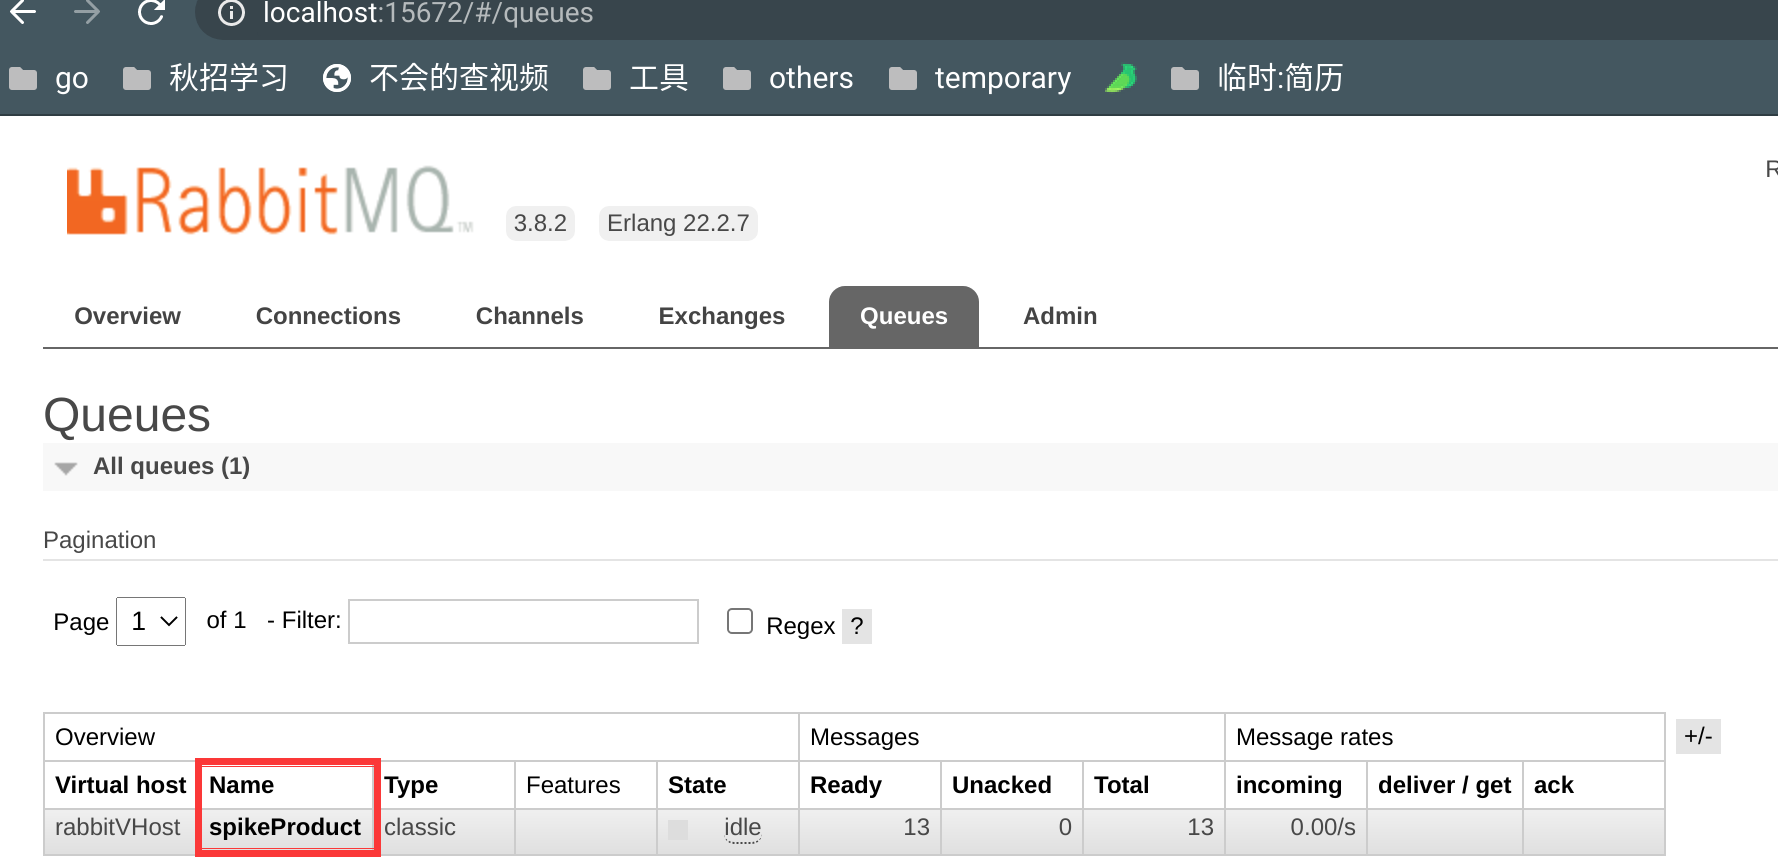 localhost:15672/#/queues
go 秋招学习 不会的查视频 工具 others temporary 临时:简历
RabbitMQ TM 3.8.2 Erlang 22.2.7
Overview Connections Channels Exchanges Queues Admin
Queues
All queues (1)
Pagination
Page 1 of 1 - Filter: Regex ?
Overview Messages Message rates +/-
Virtual host Name Type Features State Ready Unacked Total incoming deliver / get ack
rabbitVHost spikeProduct classic idle 13 0 13 0.00/s